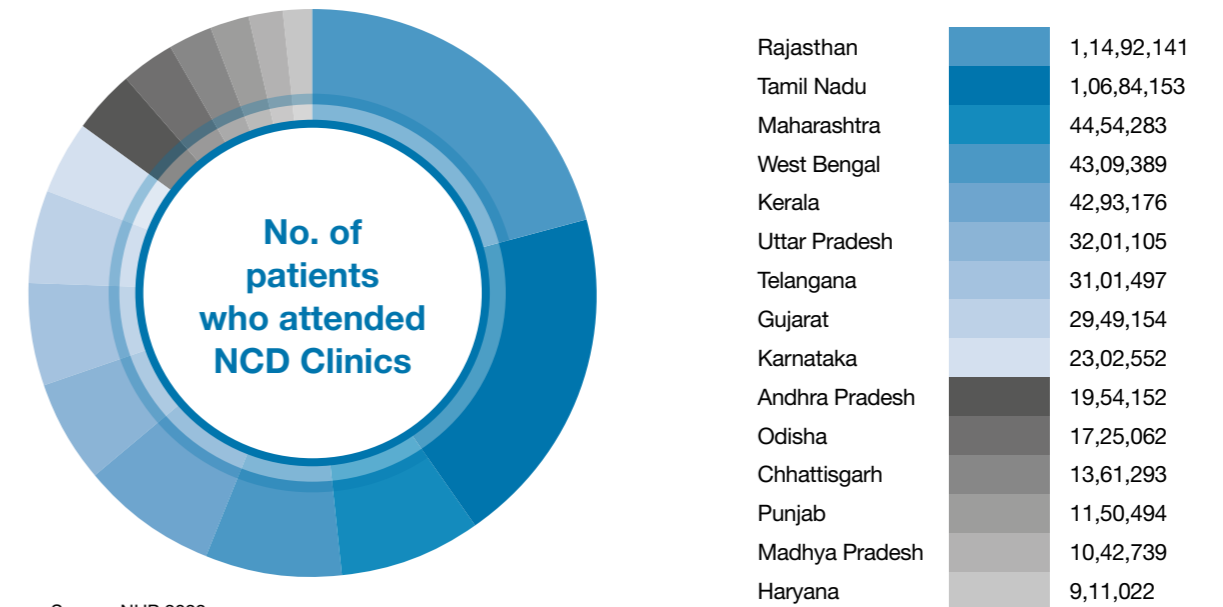 No. of
patients
who attended
NCD Clinics
Rajasthan 1,14,92,141
Tamil Nadu 1,06,84,153
Maharashtra 44,54,283
West Bengal 43,09,389
Kerala 42,93,176
Uttar Pradesh 32,01,105
Telangana 31,01,497
Gujarat 29,49,154
Karnataka 23,02,552
Andhra Pradesh 19,54,152
Odisha 17,25,062
Chhattisgarh 13,61,293
Punjab 11,50,494
Madhya Pradesh 10,42,739
Haryana 9,11,022